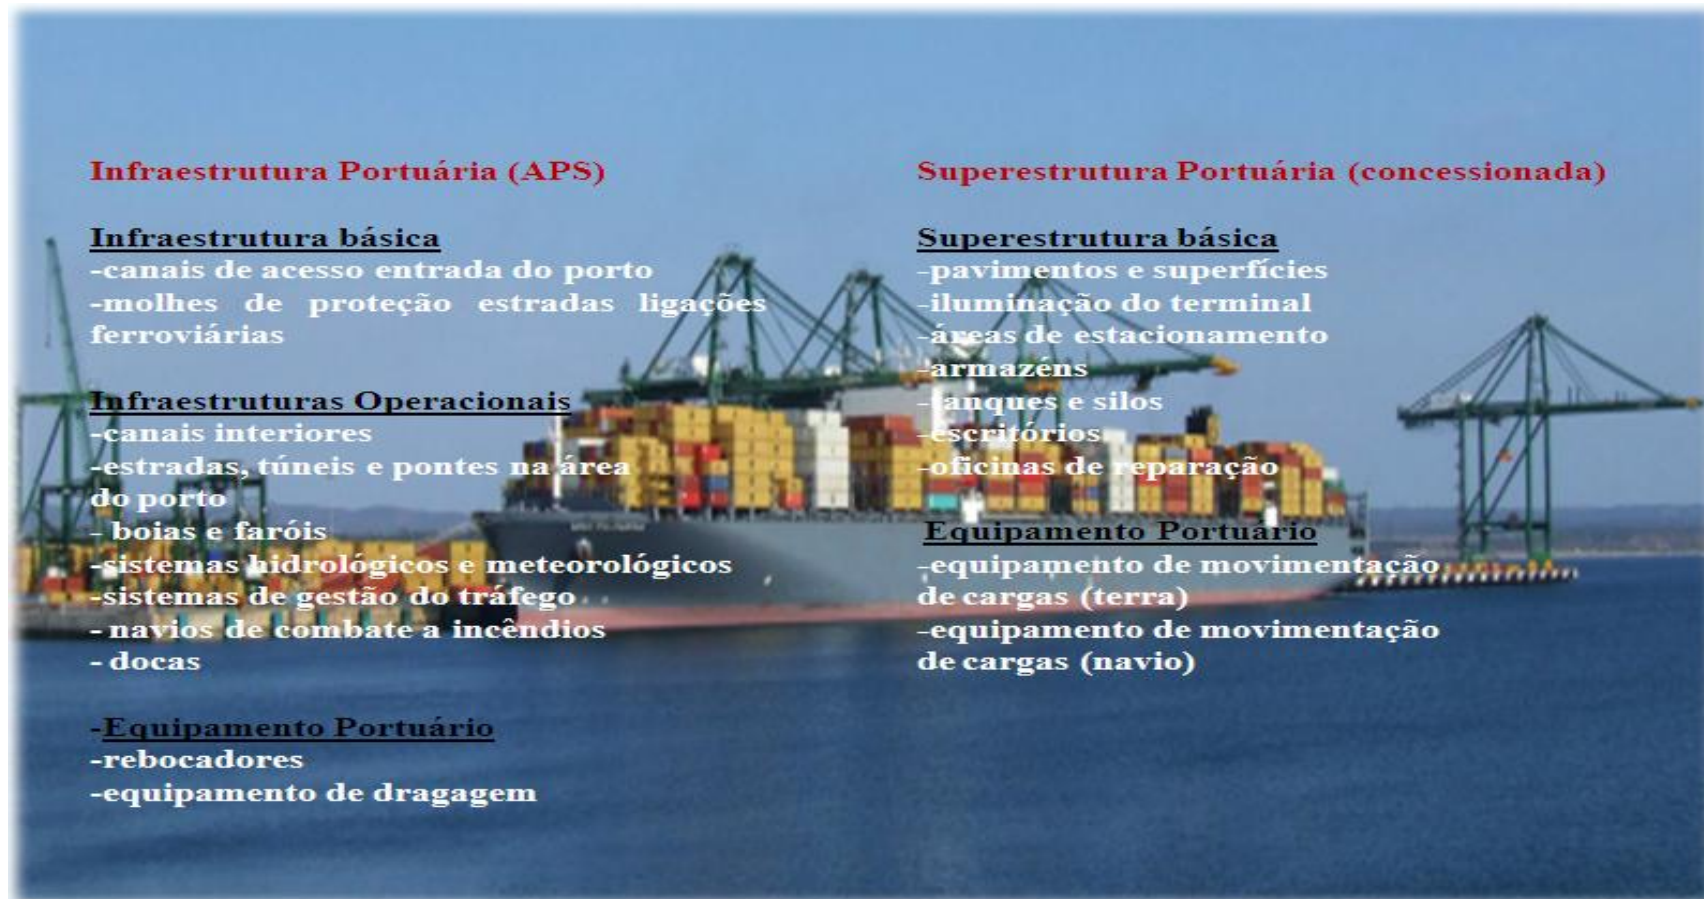 Infraestrutura Portuária (APS)
Infraestrutura básica
-canais de acesso entrada do porto
-molhes de proteção estradas ligações
ferroviárias
Infraestruturas Operacionais
-canais interiores
-estradas, túneis e pontes na área
do porto
- boias e faróis
-sistemas hidrológicos e meteorológicos
-sistemas de gestão do tráfego
- navios de combate a incêndios
- docas
-Equipamento Portuário
-rebocadores
-equipamento de dragagem
Superestrutura Portuária (concessionada)
Superestrutura básica
-pavimentos e superfícies
-iluminação do terminal
-áreas de estacionamento
-armazéns
-tanques e silos
-escritórios
-oficinas de reparação
Equipamento Portuário
-equipamento de movimentação
de cargas (terra)
-equipamento de movimentação
de cargas (navio)